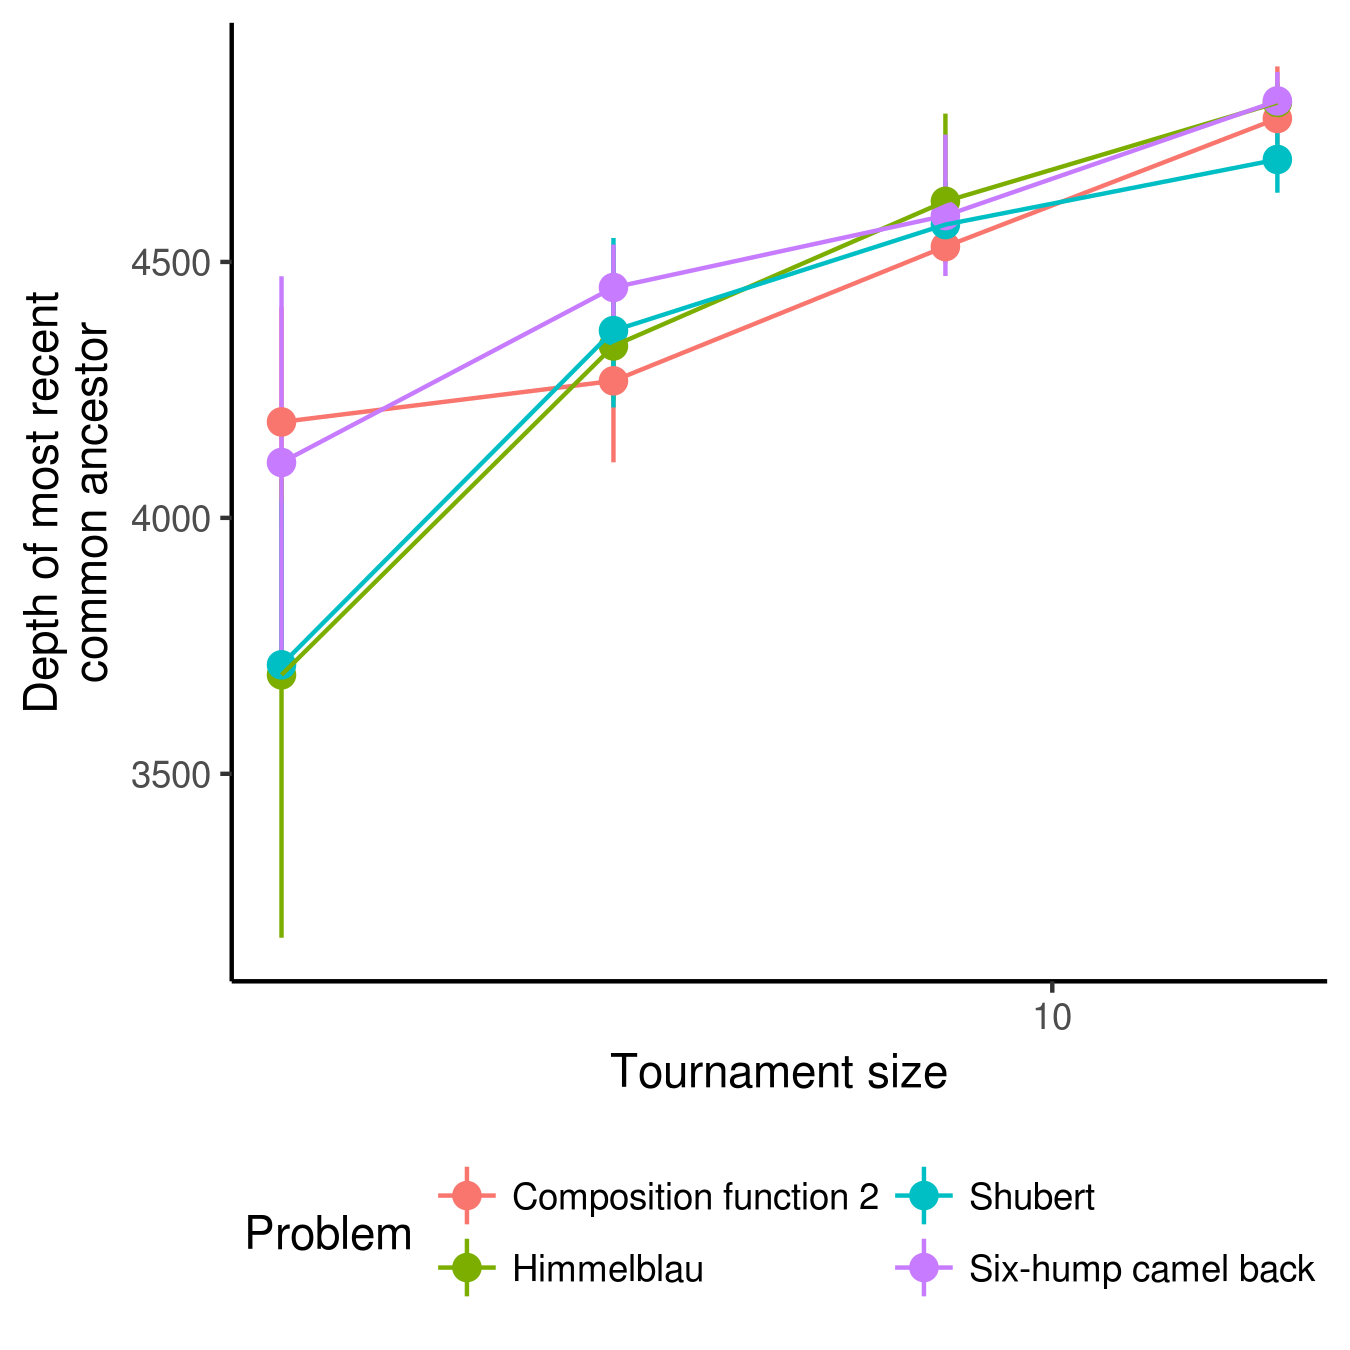 Depth of most recent
common ancestor
4500
4000
3500
10
Tournament size
Problem
Composition function 2
Himmelblau
Shubert
Six-hump camel back